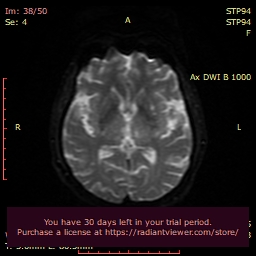 Im: 38/50
Se: 4
A
STP94
STP94
F
Ax DWI B 1000
R
L
You have 30 days left in your trial period.
Purchase a license at https://radiantviewer.com/store/